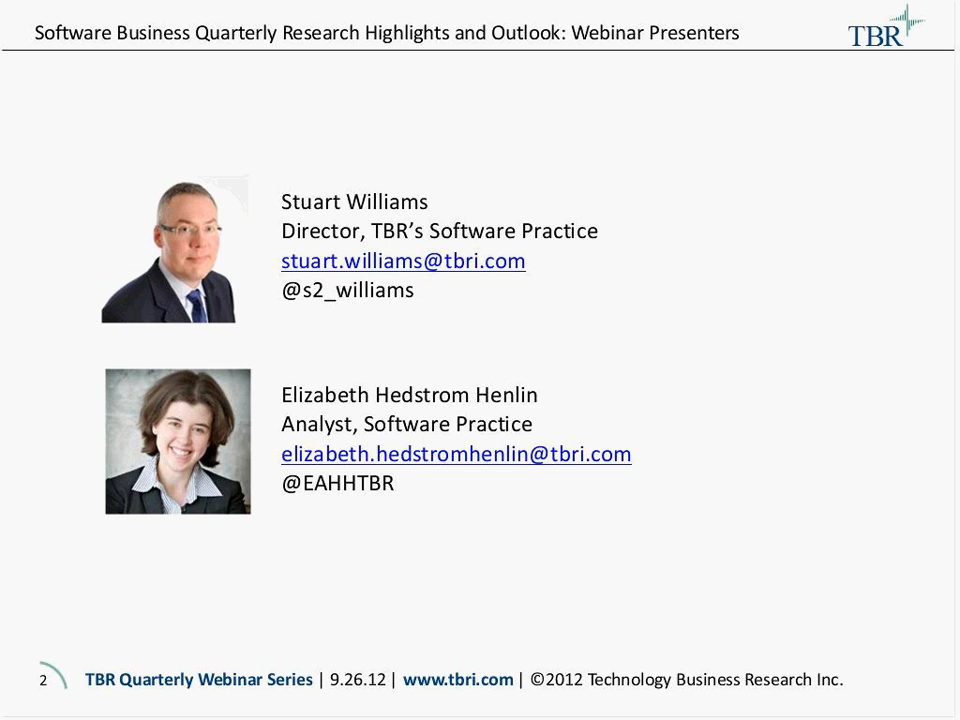 Software Business Quarterly Research Highlights and Outlook: Webinar Presenters
TBR
Stuart Williams
Director, TBR’s Software Practice
stuart.williams@tbri.com
@s2_williams
Elizabeth Hedstrom Henlin
Analyst, Software Practice
elizabeth.hedstromhenlin@tbri.com
@EAHHTBR
2 TBR Quarterly Webinar Series | 9.26.12 | www.tbri.com | ©2012 Technology Business Research Inc.